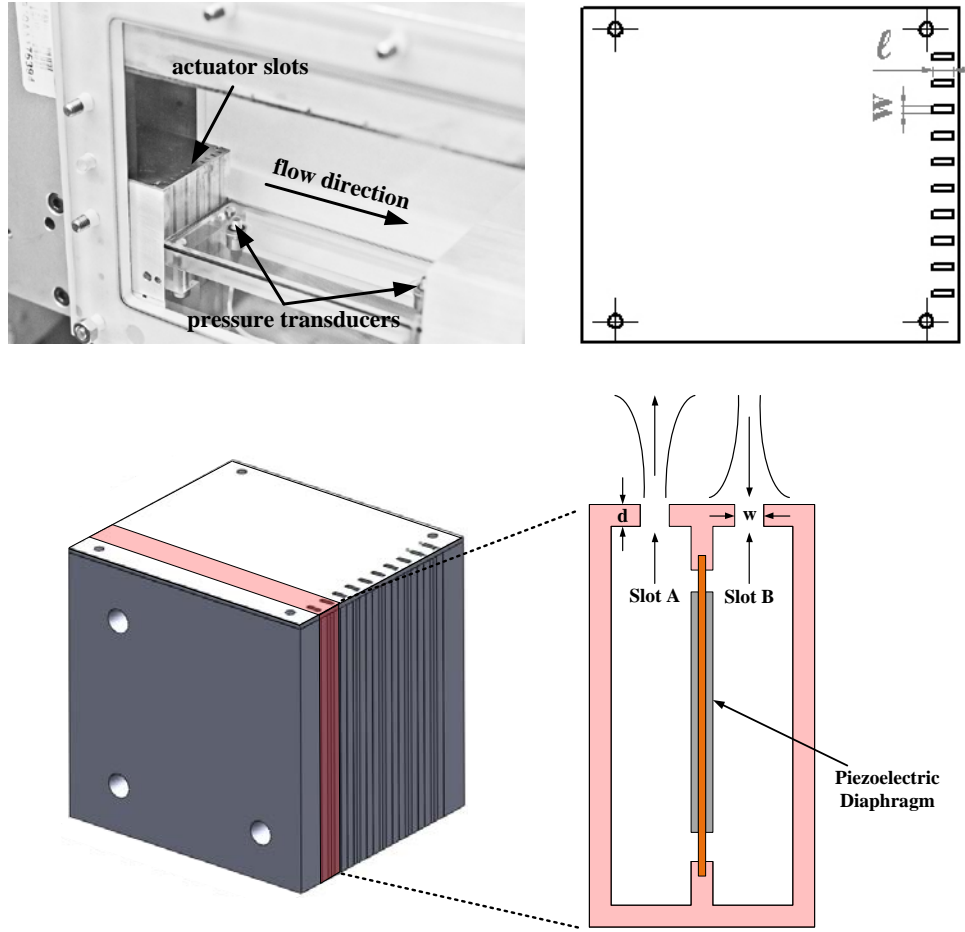 actuator slots
flow direction
pressure transducers
ℓ
w
d
w
Slot A
Slot B
Piezoelectric
Diaphragm